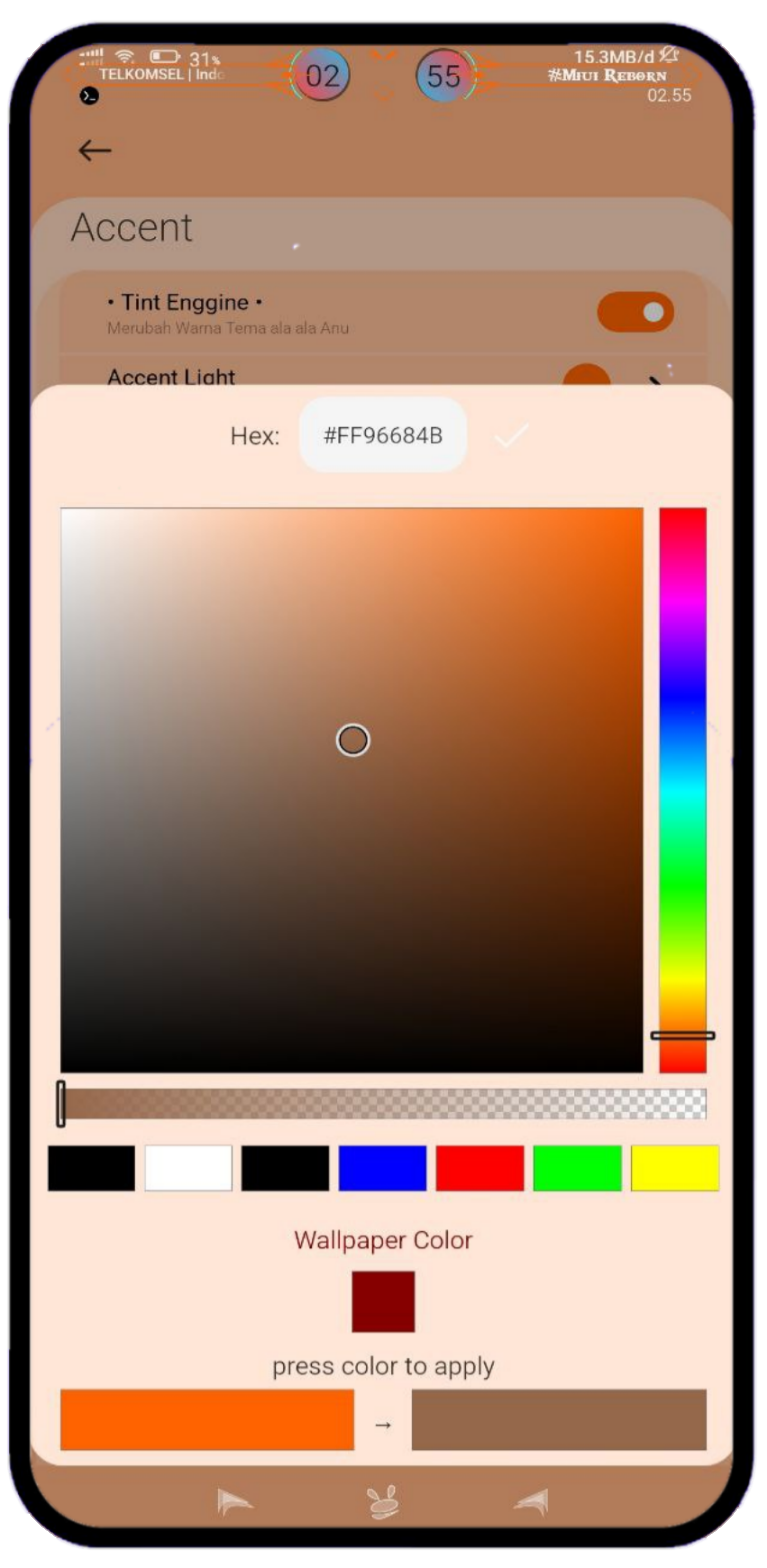 31%
15.3MB/d
TELKOMSEL | Indo
02
55
#MIUI REBORN
02.55
Accent
• Tint Enggine •
Merubah Warna Tema ala ala Anu
Accent Light
Hex: #FF96684B
Wallpaper Color
press color to apply
→